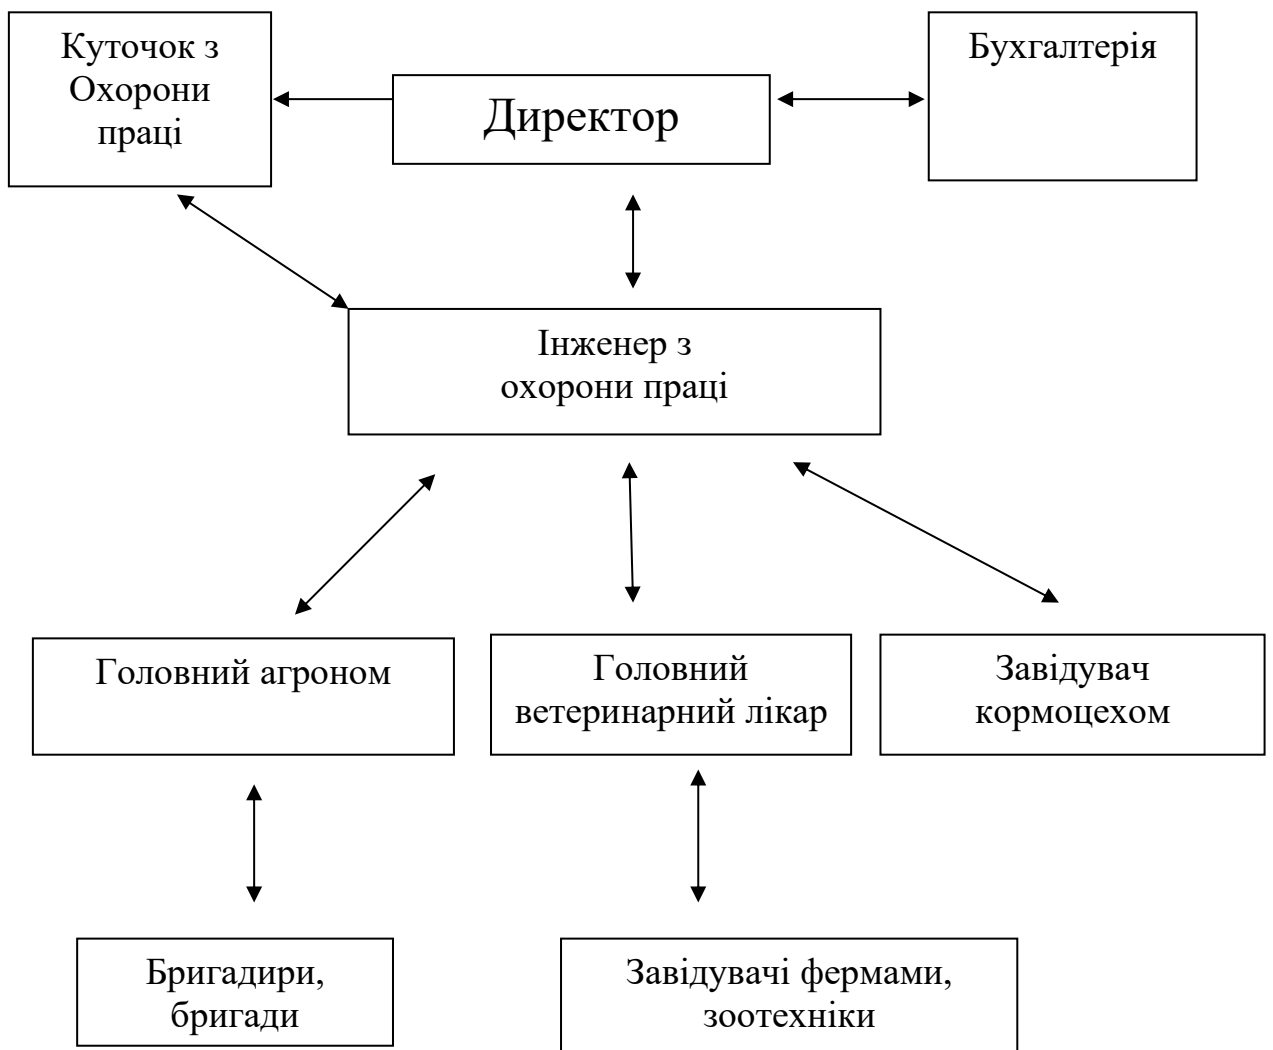 Куточок з
Охорони
праці
Директор
Бухгалтерія
Інженер з
охорони праці
Головний агроном
Головний
ветеринарний лікар
Завідувач
кормоцехом
Бригадири,
бригади
Завідувачі фермами,
зоотехніки